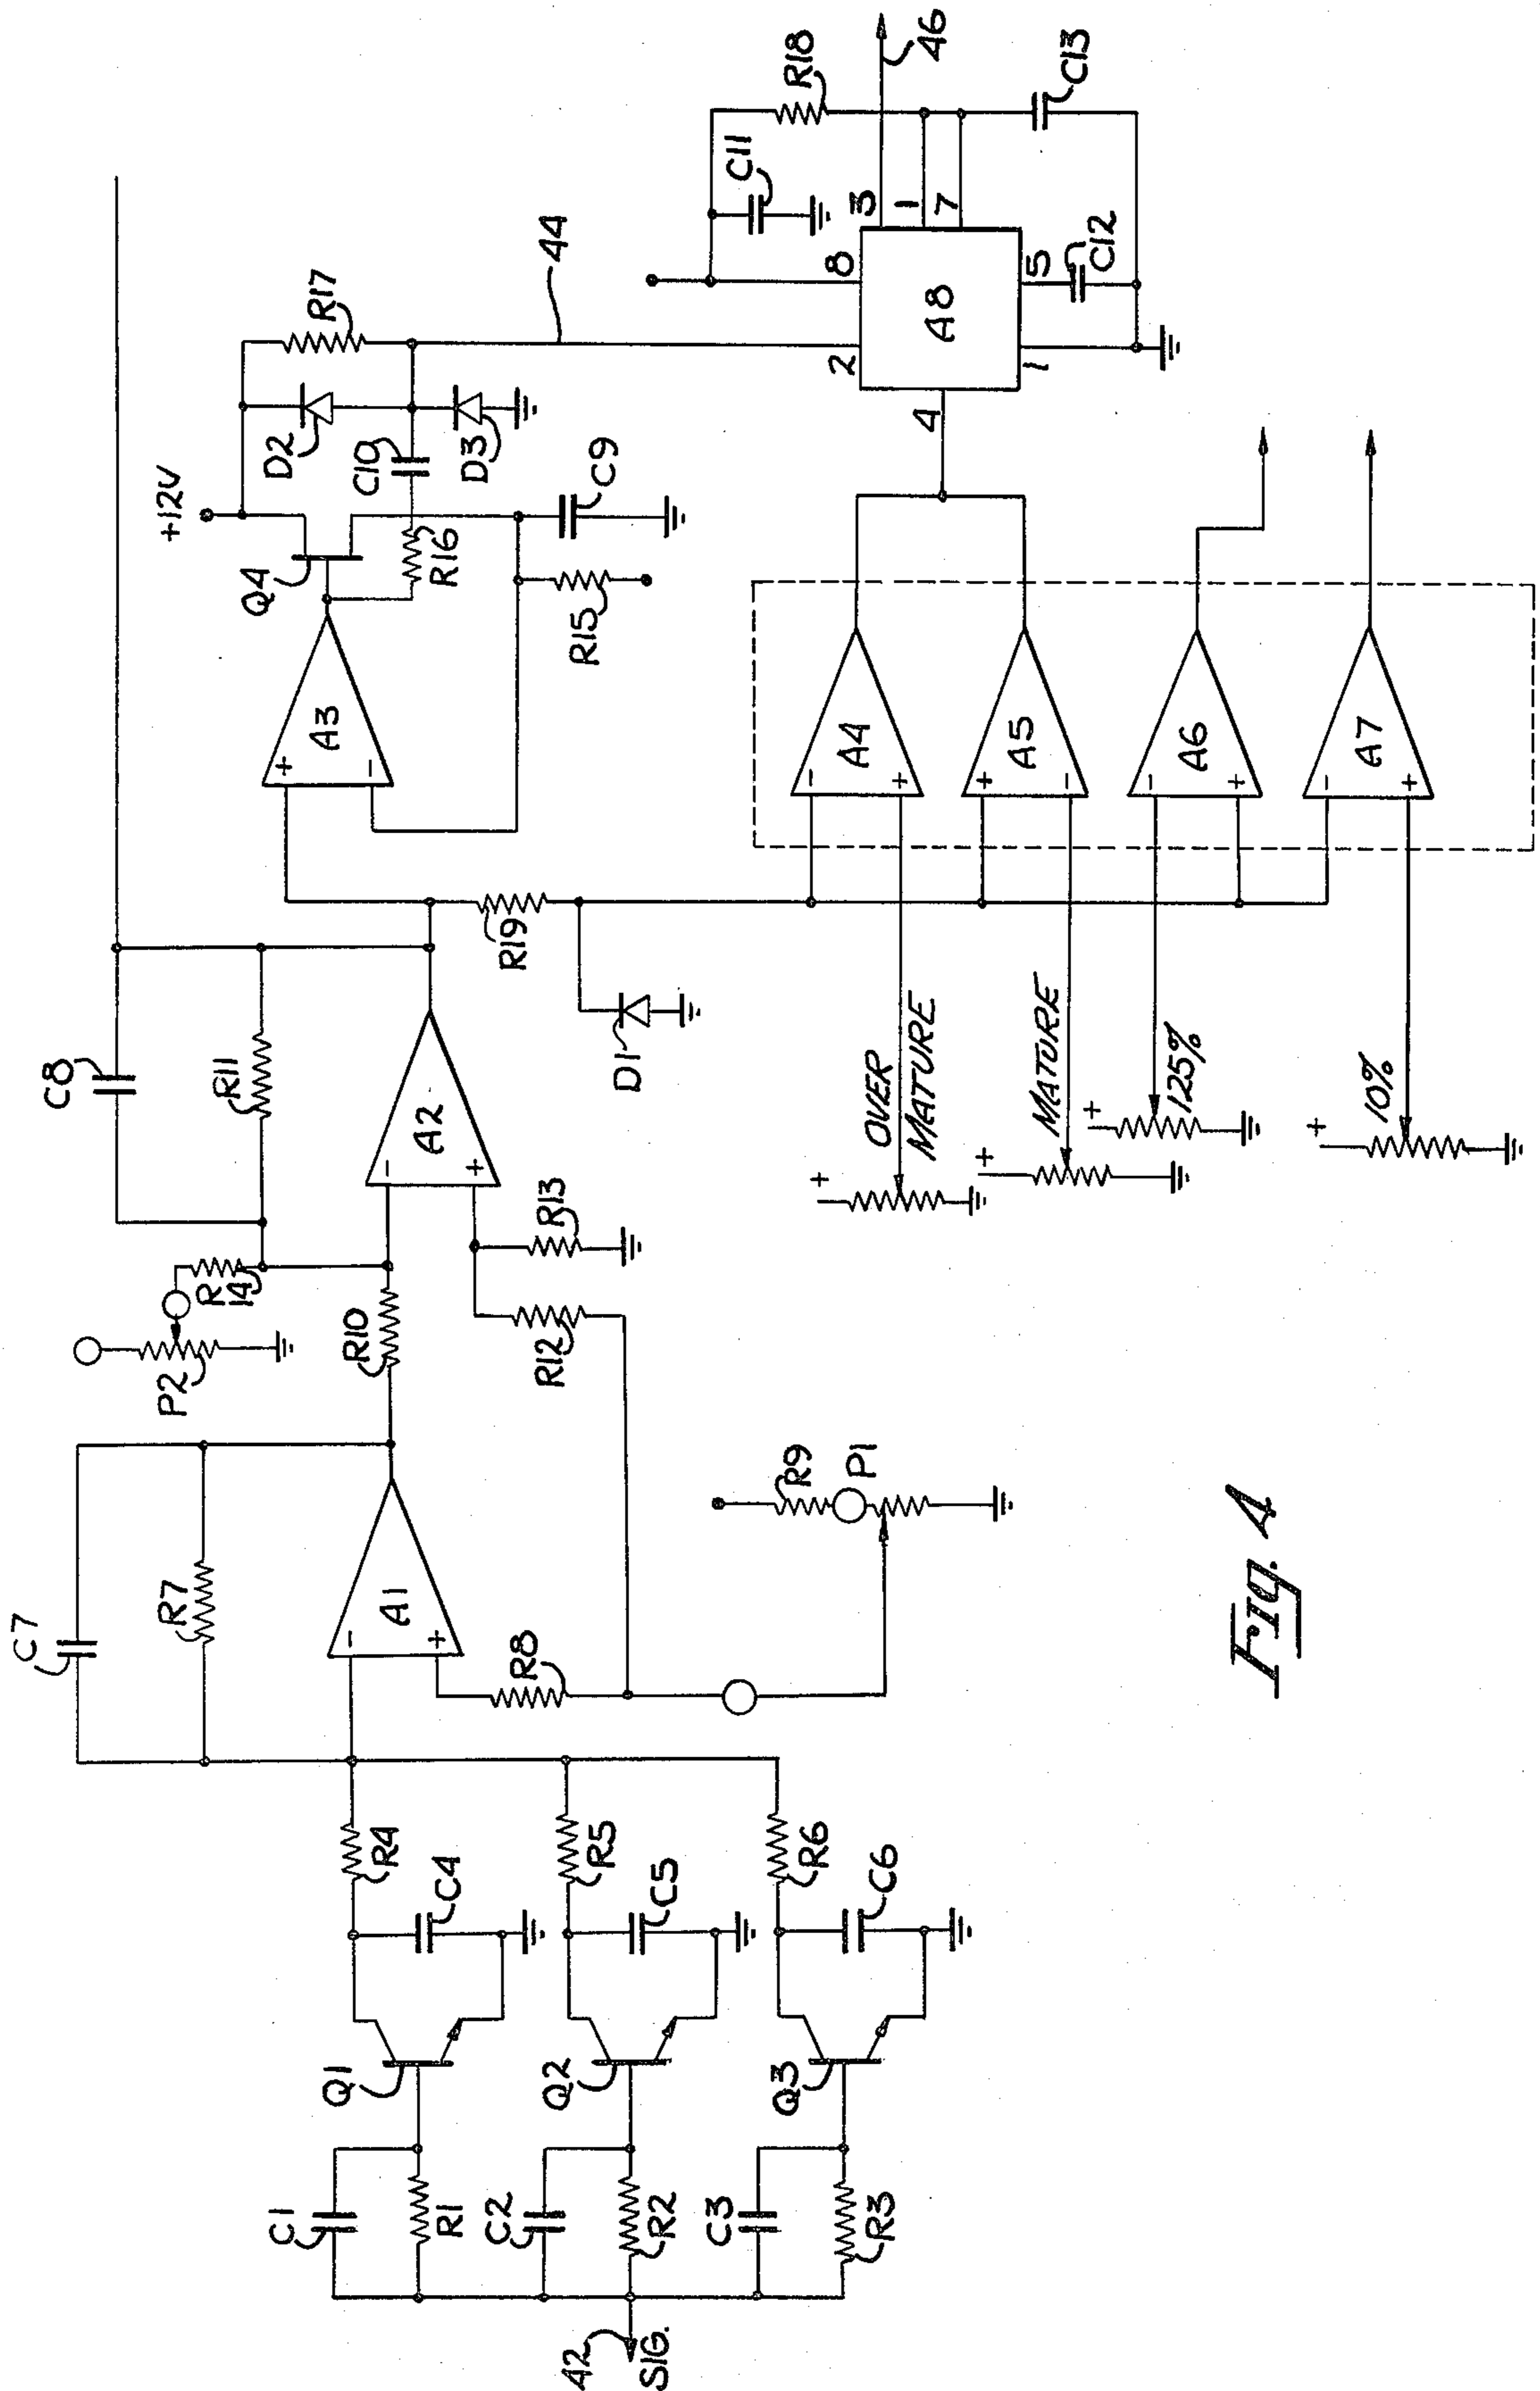 C7
R7
A1
-
+
R8
R9
P1
C1
R1
Q1
R4
C4
C2
R2
Q2
R5
C5
C3
R3
Q3
R6
C6
42
SIG.
P2
R
14
R10
C8
R11
A2
-
+
R12
R13
R19
D1
A3
+
-
Q4
+12V
R16
R15
C9
C10
D2
D3
R17
44
OVER
MATURE
+
MATURE
+
125%
+
10%
+
A4
-
+
A5
+
-
A6
-
+
A7
-
+
A8
4
2
8
3
1
7
5
1
C11
R18
C12
C13
46
Fig. 4